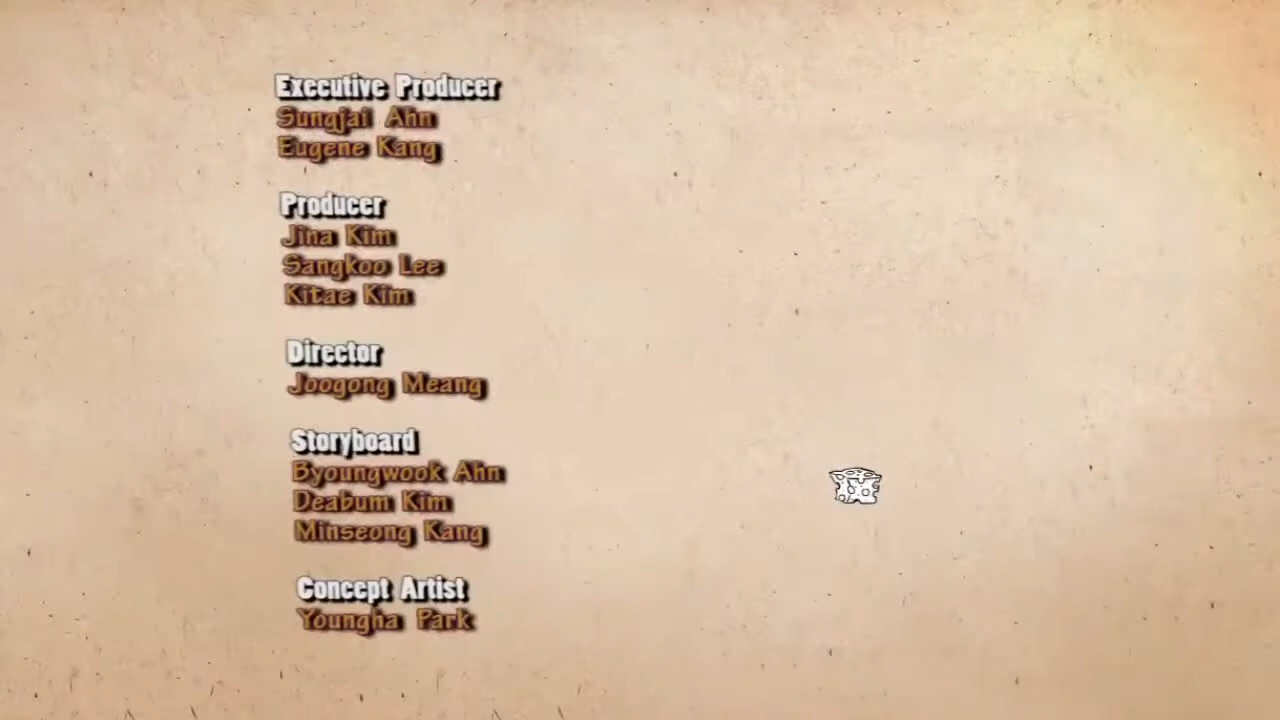 Executive Producer
Sungjai Ahn
Eugene Kang
Producer
Jina Kim
Sangkoo Lee
Kitae Kim
Director
Joogong Meang
Storyboard
Byoungwook Ahn
Deabum Kim
Minseong Kang
Concept Artist
Youngha Park